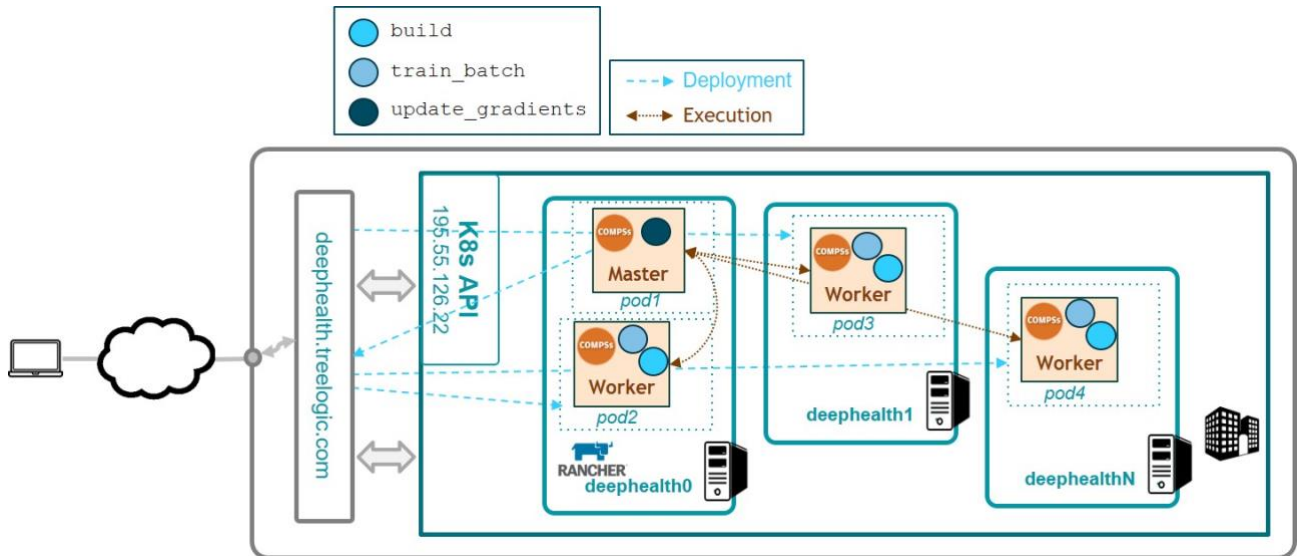 build
train_batch
update_gradients
Deployment
Execution
deephealth.treelogic.com
K8s API
195.55.126.22
COMPSs
Master
pod1
COMPSs
Worker
pod2
RANCHER
deephealth0
COMPSs
Worker
pod3
deephealth1
COMPSs
Worker
pod4
deephealthN